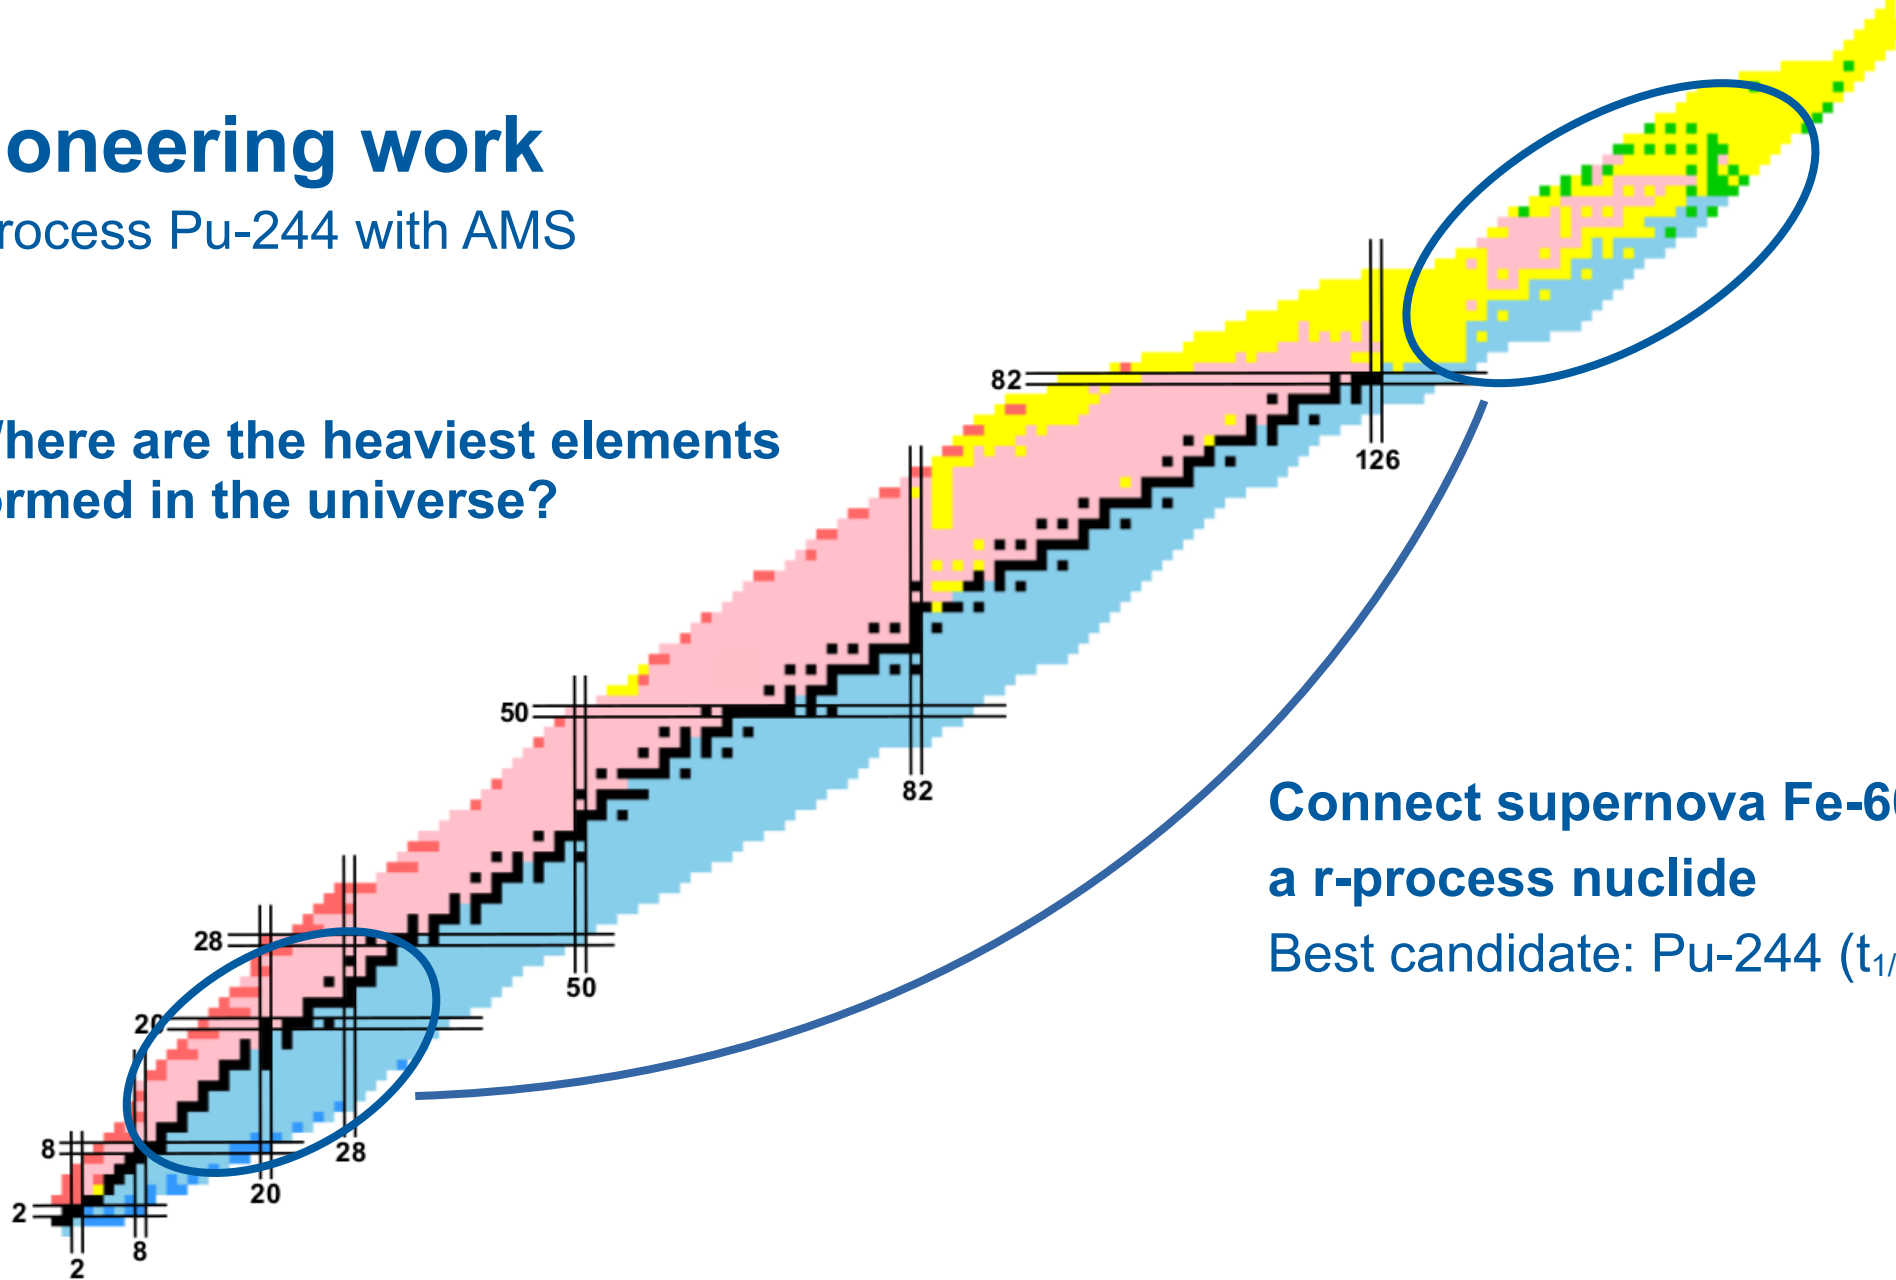 oneering work
rocess Pu-244 with AMS
here are the heaviest elements
rmed in the universe?
82
126
50
82
Connect supernova Fe-6
a r-process nuclide
Best candidate: Pu-244 (t1/
28
50
20
8
28
20
2
8
2